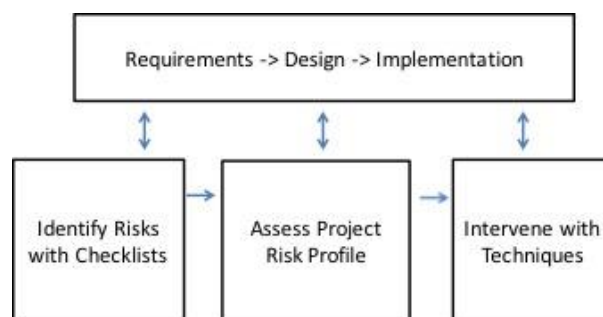 Requirements -> Design -> Implementation
Identify Risks
with Checklists
Assess Project
Risk Profile
Intervene with
Techniques